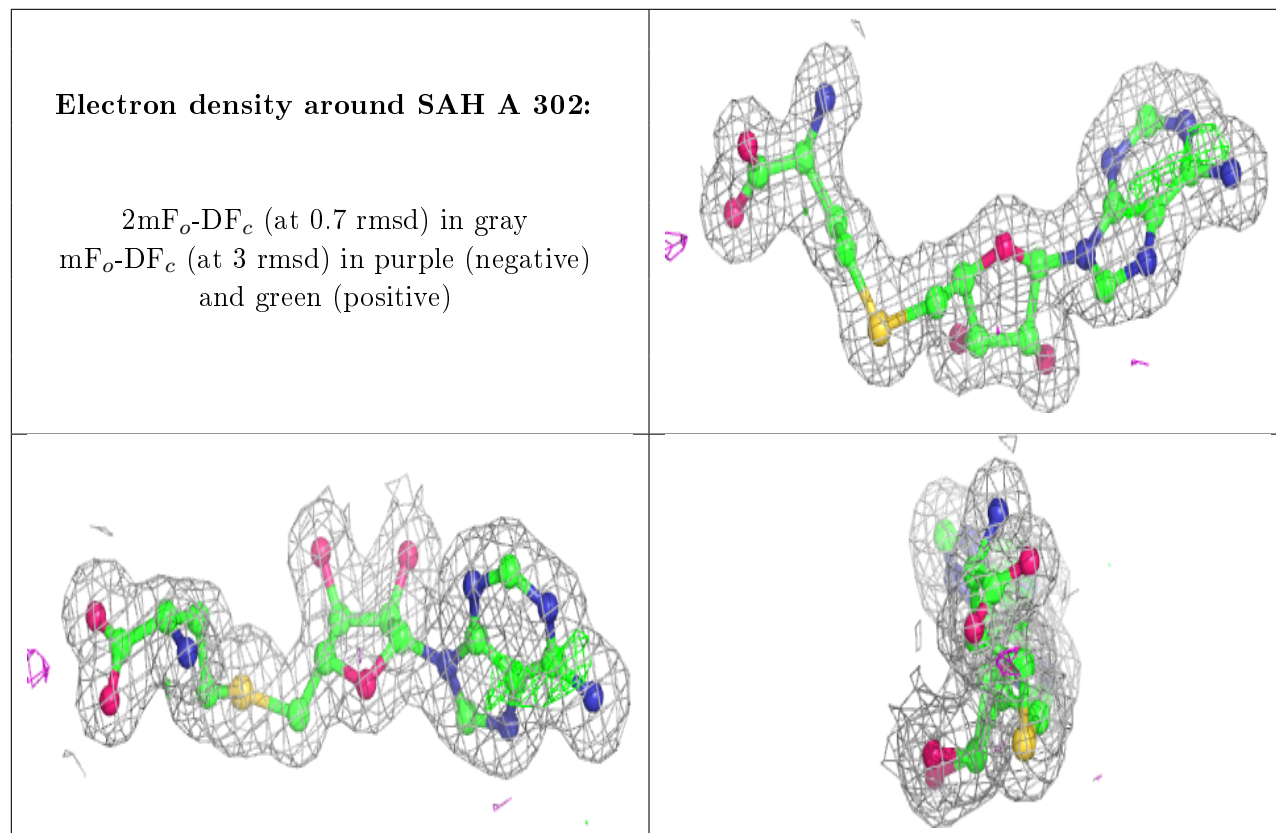 Electron density around SAH A 302:
2mFo-DFc (at 0.7 rmsd) in gray
mFo-DFc (at 3 rmsd) in purple (negative)
and green (positive)